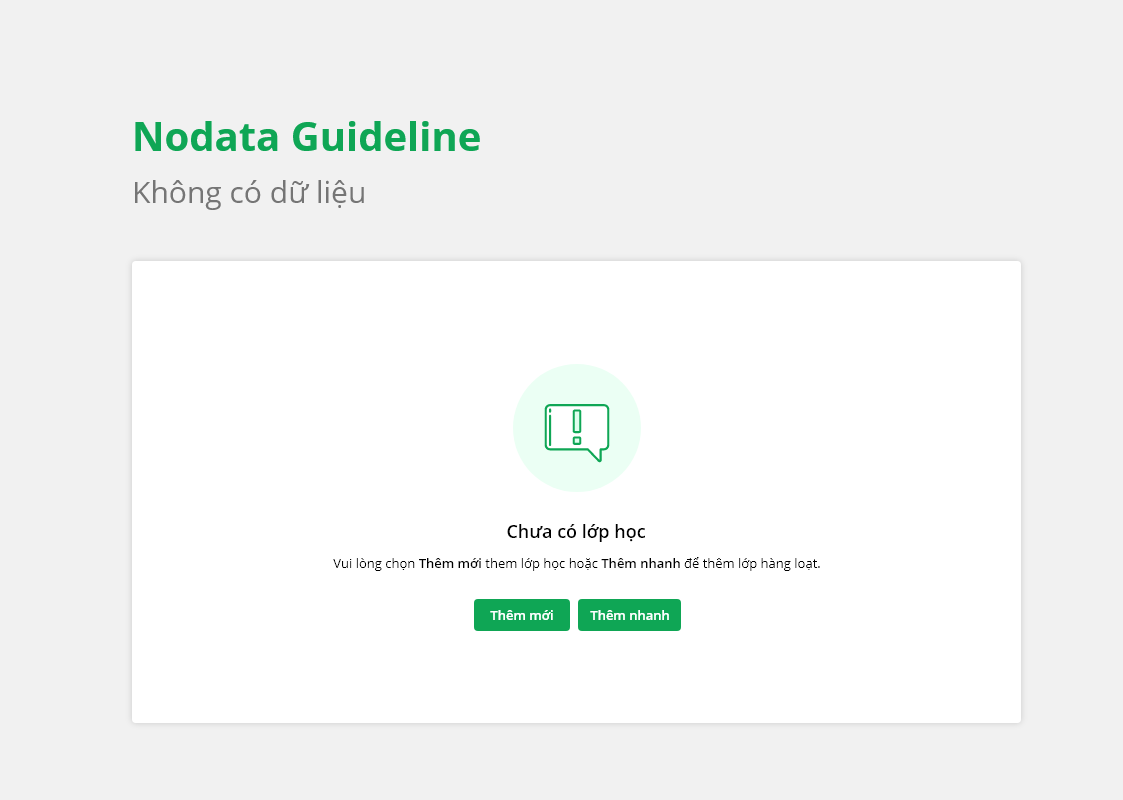 Nodata Guideline
Không có dữ liệu
Chưa có lớp học
Vui lòng chọn Thêm mới them lớp học hoặc Thêm nhanh để thêm lớp hàng loạt.
Thêm mới Thêm nhanh